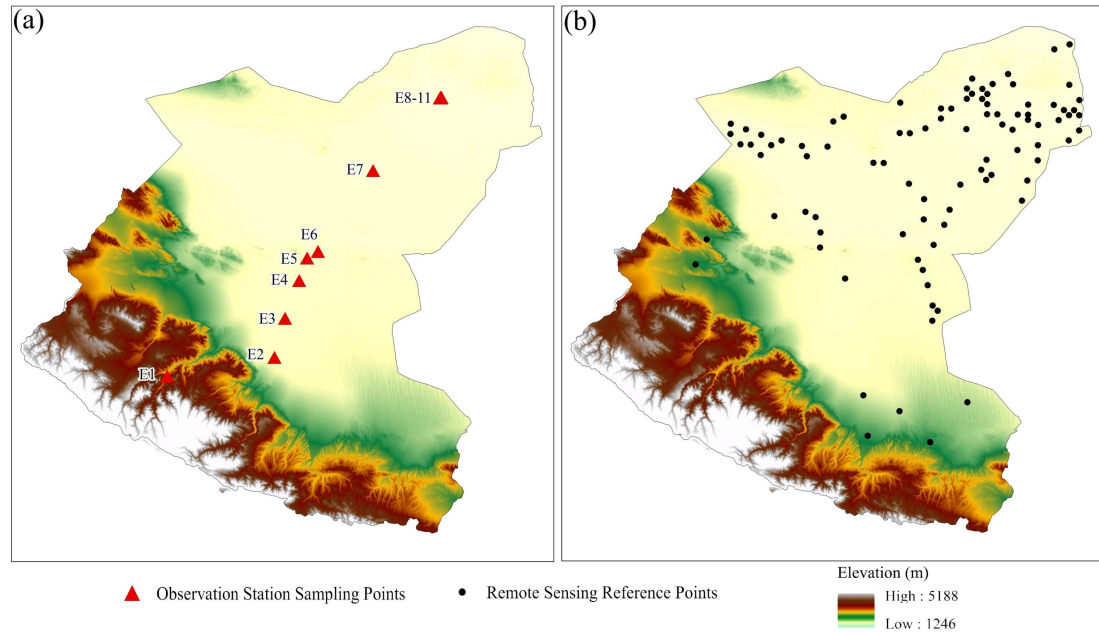 (a)
(b)
E8-11
E7
E6
E5
E4
E3
E2
E1
Observation Station Sampling Points
Remote Sensing Reference Points
Elevation (m)
High : 5188
Low : 1246